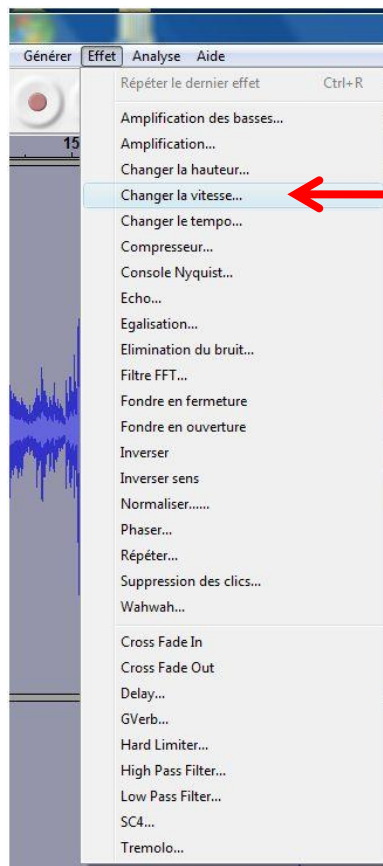 Générer Effet Analyse Aide
Répéter le dernier effet Ctrl+R
15
Amplification des basses...
Amplification...
Changer la hauteur...
Changer la vitesse...
Changer le tempo...
Compresseur...
Console Nyquist...
Echo...
Egalisation...
Elimination du bruit...
Filtre FFT...
Fondre en fermeture
Fondre en ouverture
Inverser
Inverser sens
Normaliser......
Phaser...
Répéter...
Suppression des clics...
Wahwah...
Cross Fade In
Cross Fade Out
Delay...
GVerb...
Hard Limiter...
High Pass Filter...
Low Pass Filter...
SC4...
Tremolo...